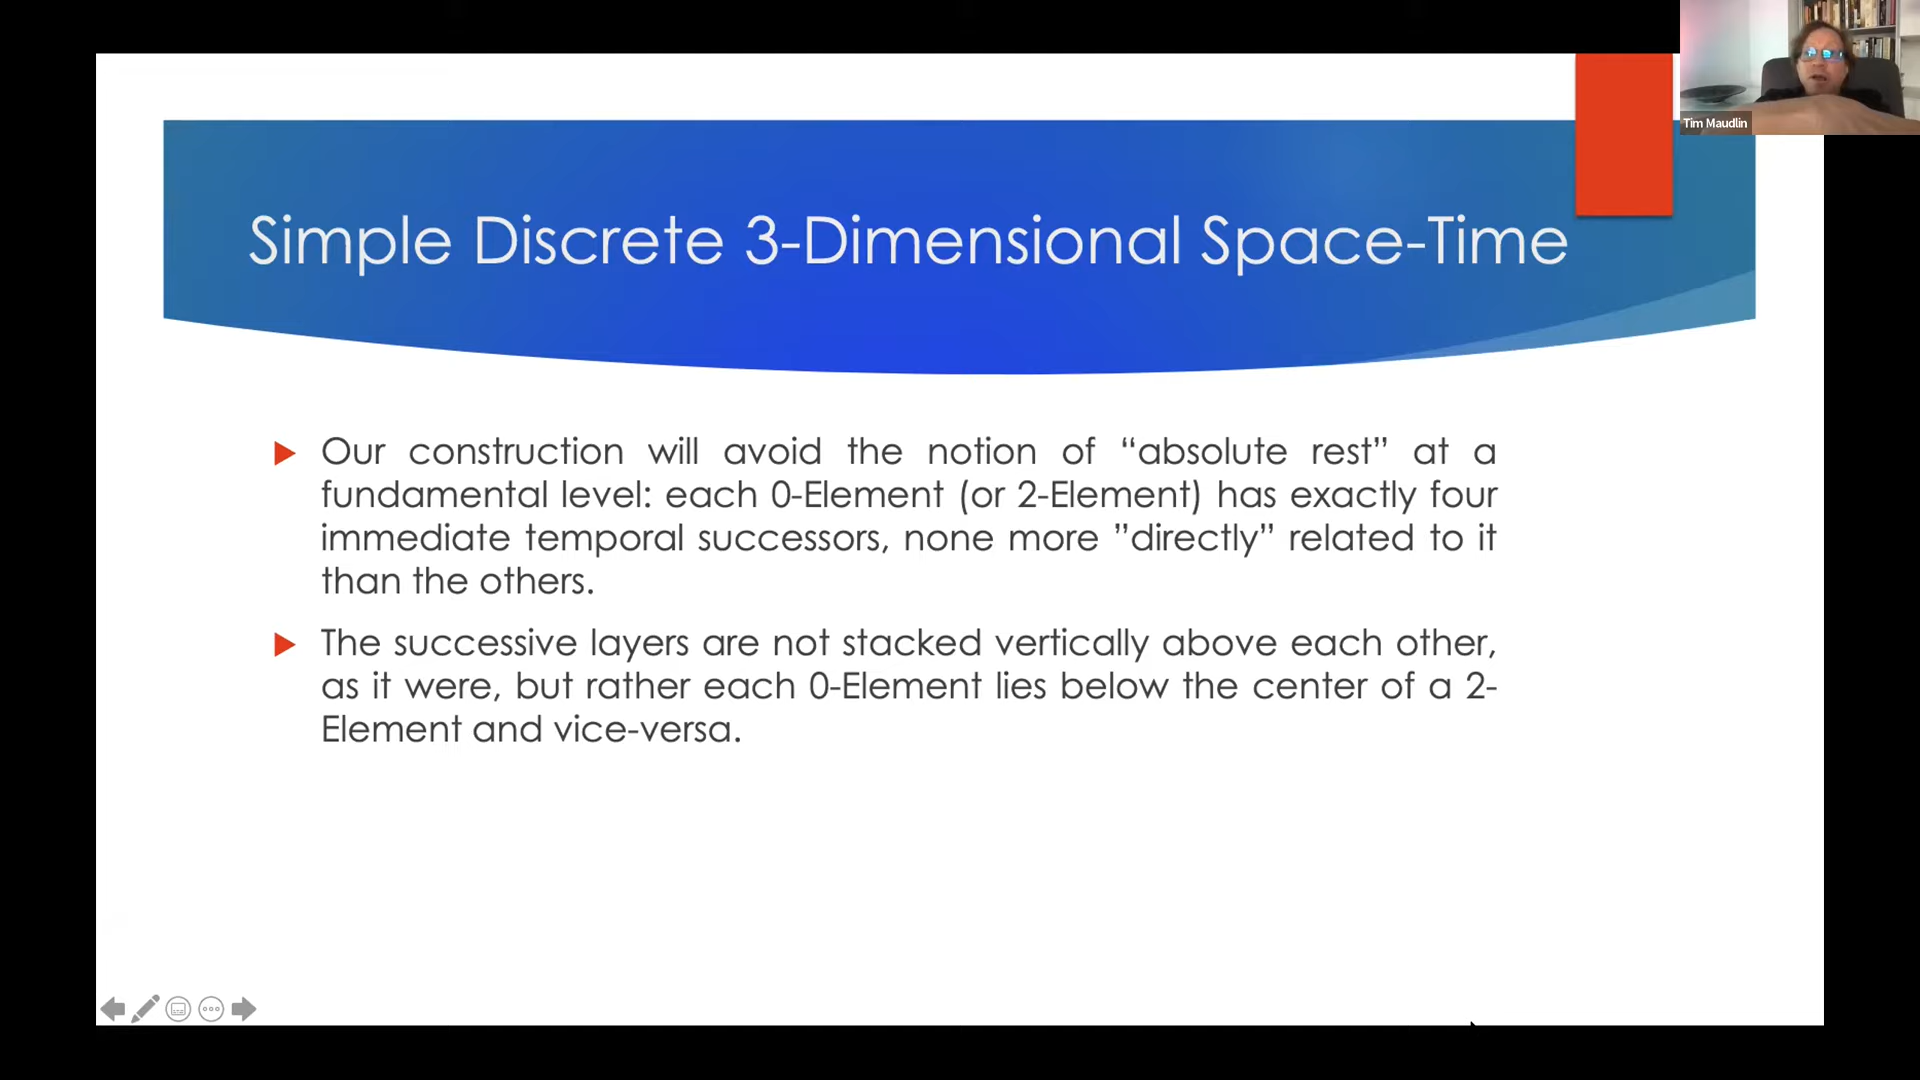 Tim Maudlin
Simple Discrete 3-Dimensional Space-Time
Our construction will avoid the notion of “absolute rest” at a
fundamental level: each 0-Element (or 2-Element) has exactly four
immediate temporal successors, none more ”directly” related to it
than the others.
The successive layers are not stacked vertically above each other,
as it were, but rather each 0-Element lies below the center of a 2-
Element and vice-versa.